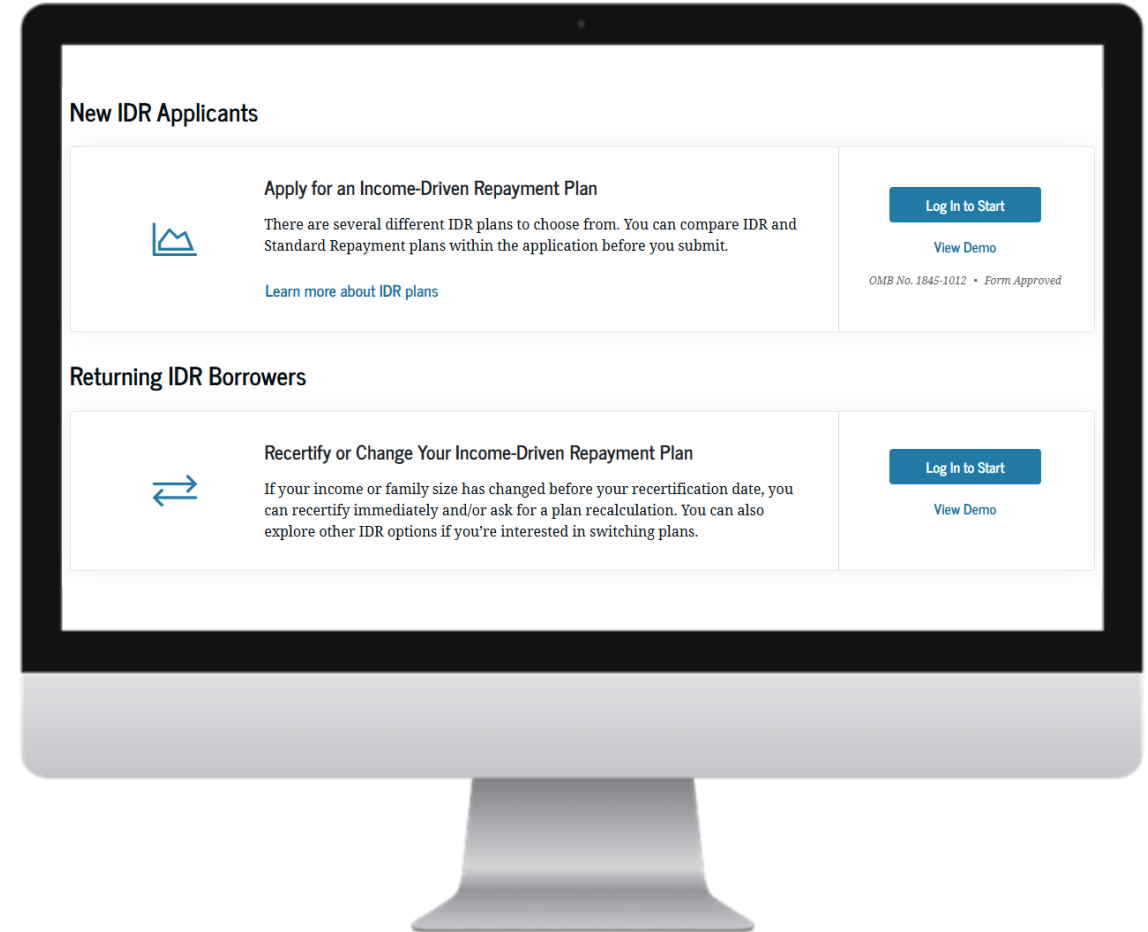 New IDR Applicants
Apply for an Income-Driven Repayment Plan
There are several different IDR plans to choose from. You can compare IDR and
Standard Repayment plans within the application before you submit.
Learn more about IDR plans
Log In to Start
View Demo
OMB No. 1845-1012 • Form Approved
Returning IDR Borrowers
Recertify or Change Your Income-Driven Repayment Plan
If your income or family size has changed before your recertification date, you
can recertify immediately and/or ask for a plan recalculation. You can also
explore other IDR options if you’re interested in switching plans.
Log In to Start
View Demo